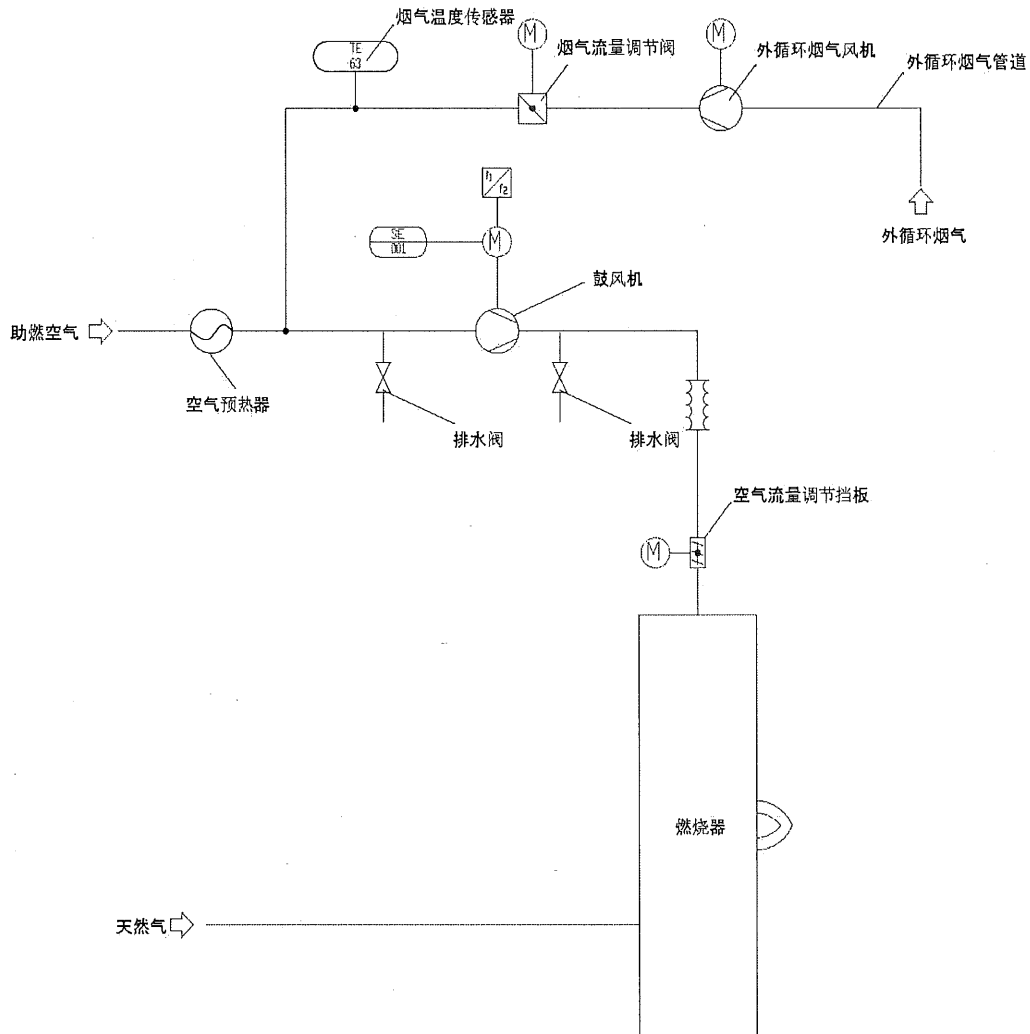 烟气温度传感器
TE
63
M
烟气流量调节阀
M
外循环烟气风机
外循环烟气管道
f1
f2
SE
001
M
外循环烟气
鼓风机
助燃空气
空气预热器
排水阀
排水阀
空气流量调节挡板
M
燃烧器
天然气